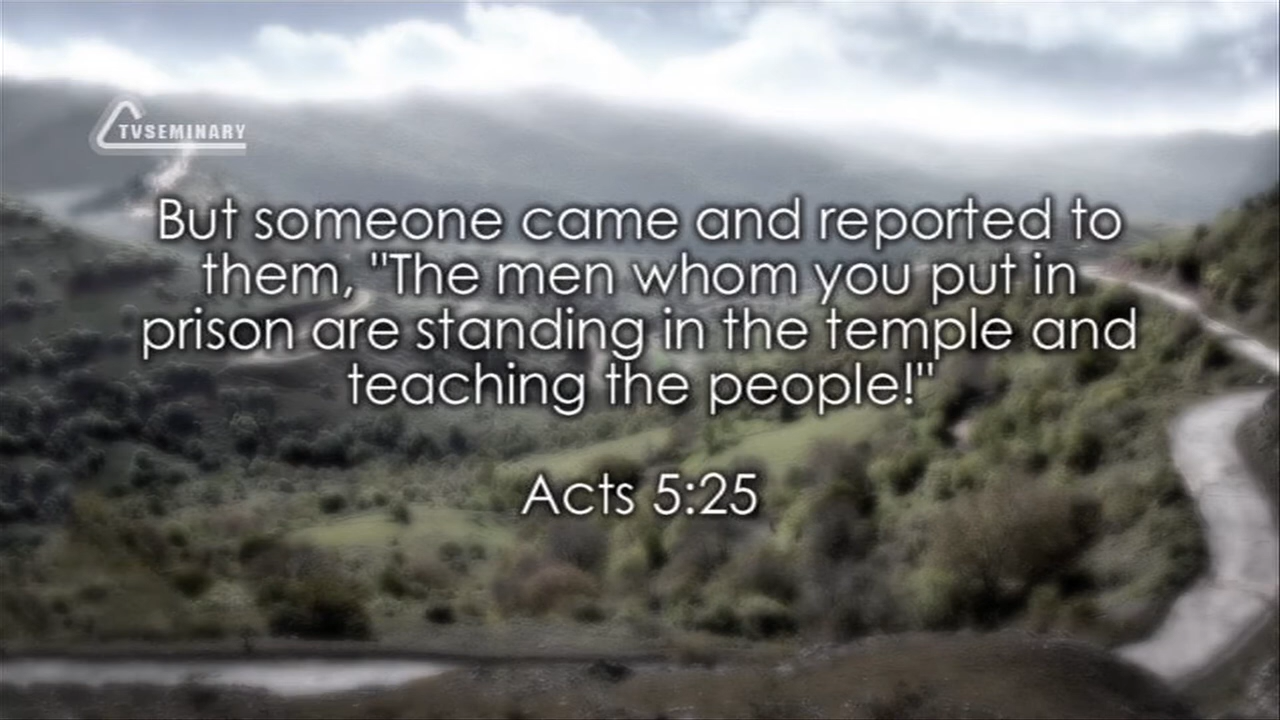 TVSEMINARY
But someone came and reported to
them, "The men whom you put in
prison are standing in the temple and
teaching the people!"
Acts 5:25